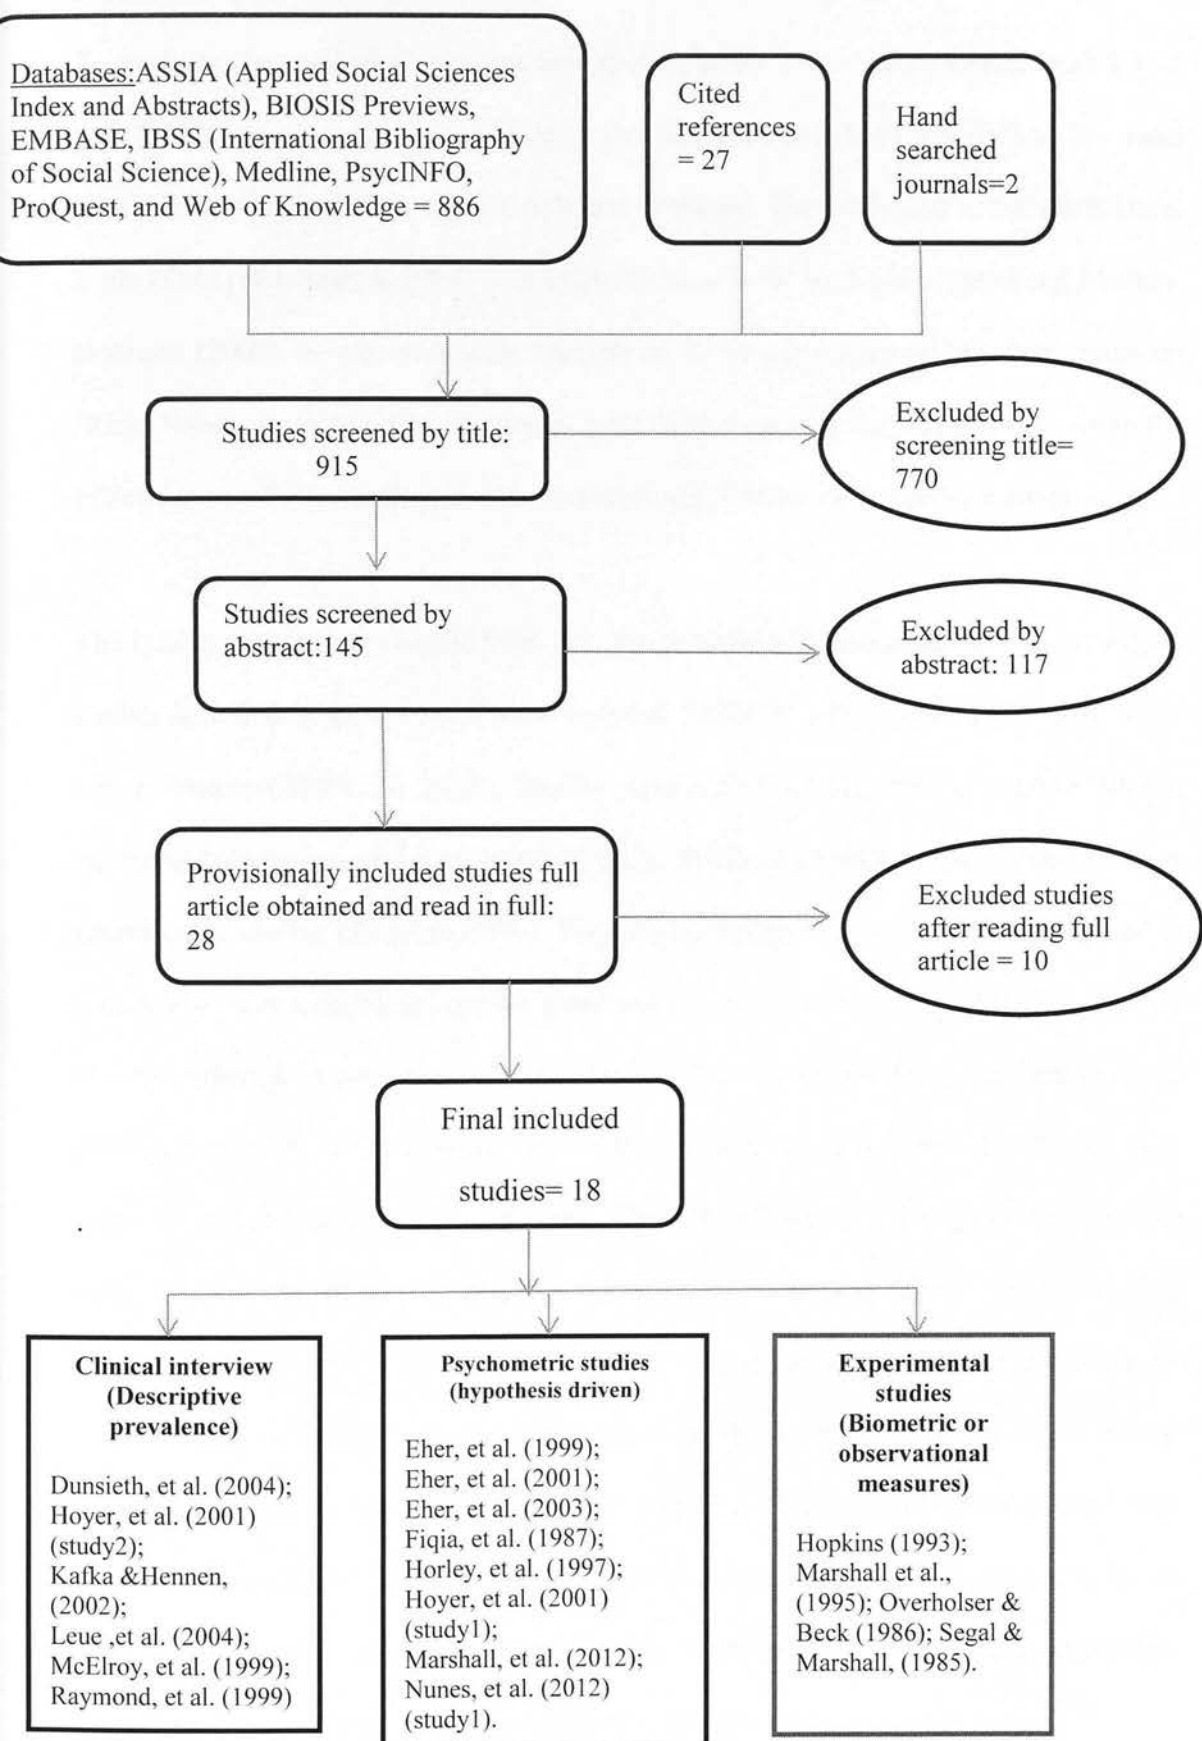 Databases:ASSIA (Applied Social Sciences
Index and Abstracts), BIOSIS Previews,
EMBASE, IBSS (International Bibliography
of Social Science), Medline, PsycINFO,
ProQuest, and Web of Knowledge = 886
Cited
references
= 27
Hand
searched
journals=2
Studies screened by title:
915
Excluded by
screening title=
770
Studies screened by
abstract:145
Excluded by
abstract: 117
Provisionally included studies full
article obtained and read in full:
28
Excluded studies
after reading full
article = 10
Final included
studies= 18
Clinical interview
(Descriptive
prevalence)
Dunsieth, et al. (2004);
Hoyer, et al. (2001)
(study2);
Kafka &Hennen,
(2002);
Leue ,et al. (2004);
McElroy, et al. (1999);
Raymond, et al. (1999)
Psychometric studies
(hypothesis driven)
Eher, et al. (1999);
Eher, et al. (2001);
Eher, et al. (2003);
Fiqia, et al. (1987);
Horley, et al. (1997);
Hoyer, et al. (2001)
(study1);
Marshall, et al. (2012);
Nunes, et al. (2012)
(study1).
Experimental
studies
(Biometric or
observational
measures)
Hopkins (1993);
Marshall et al.,
(1995); Overholser &
Beck (1986); Segal &
Marshall, (1985).